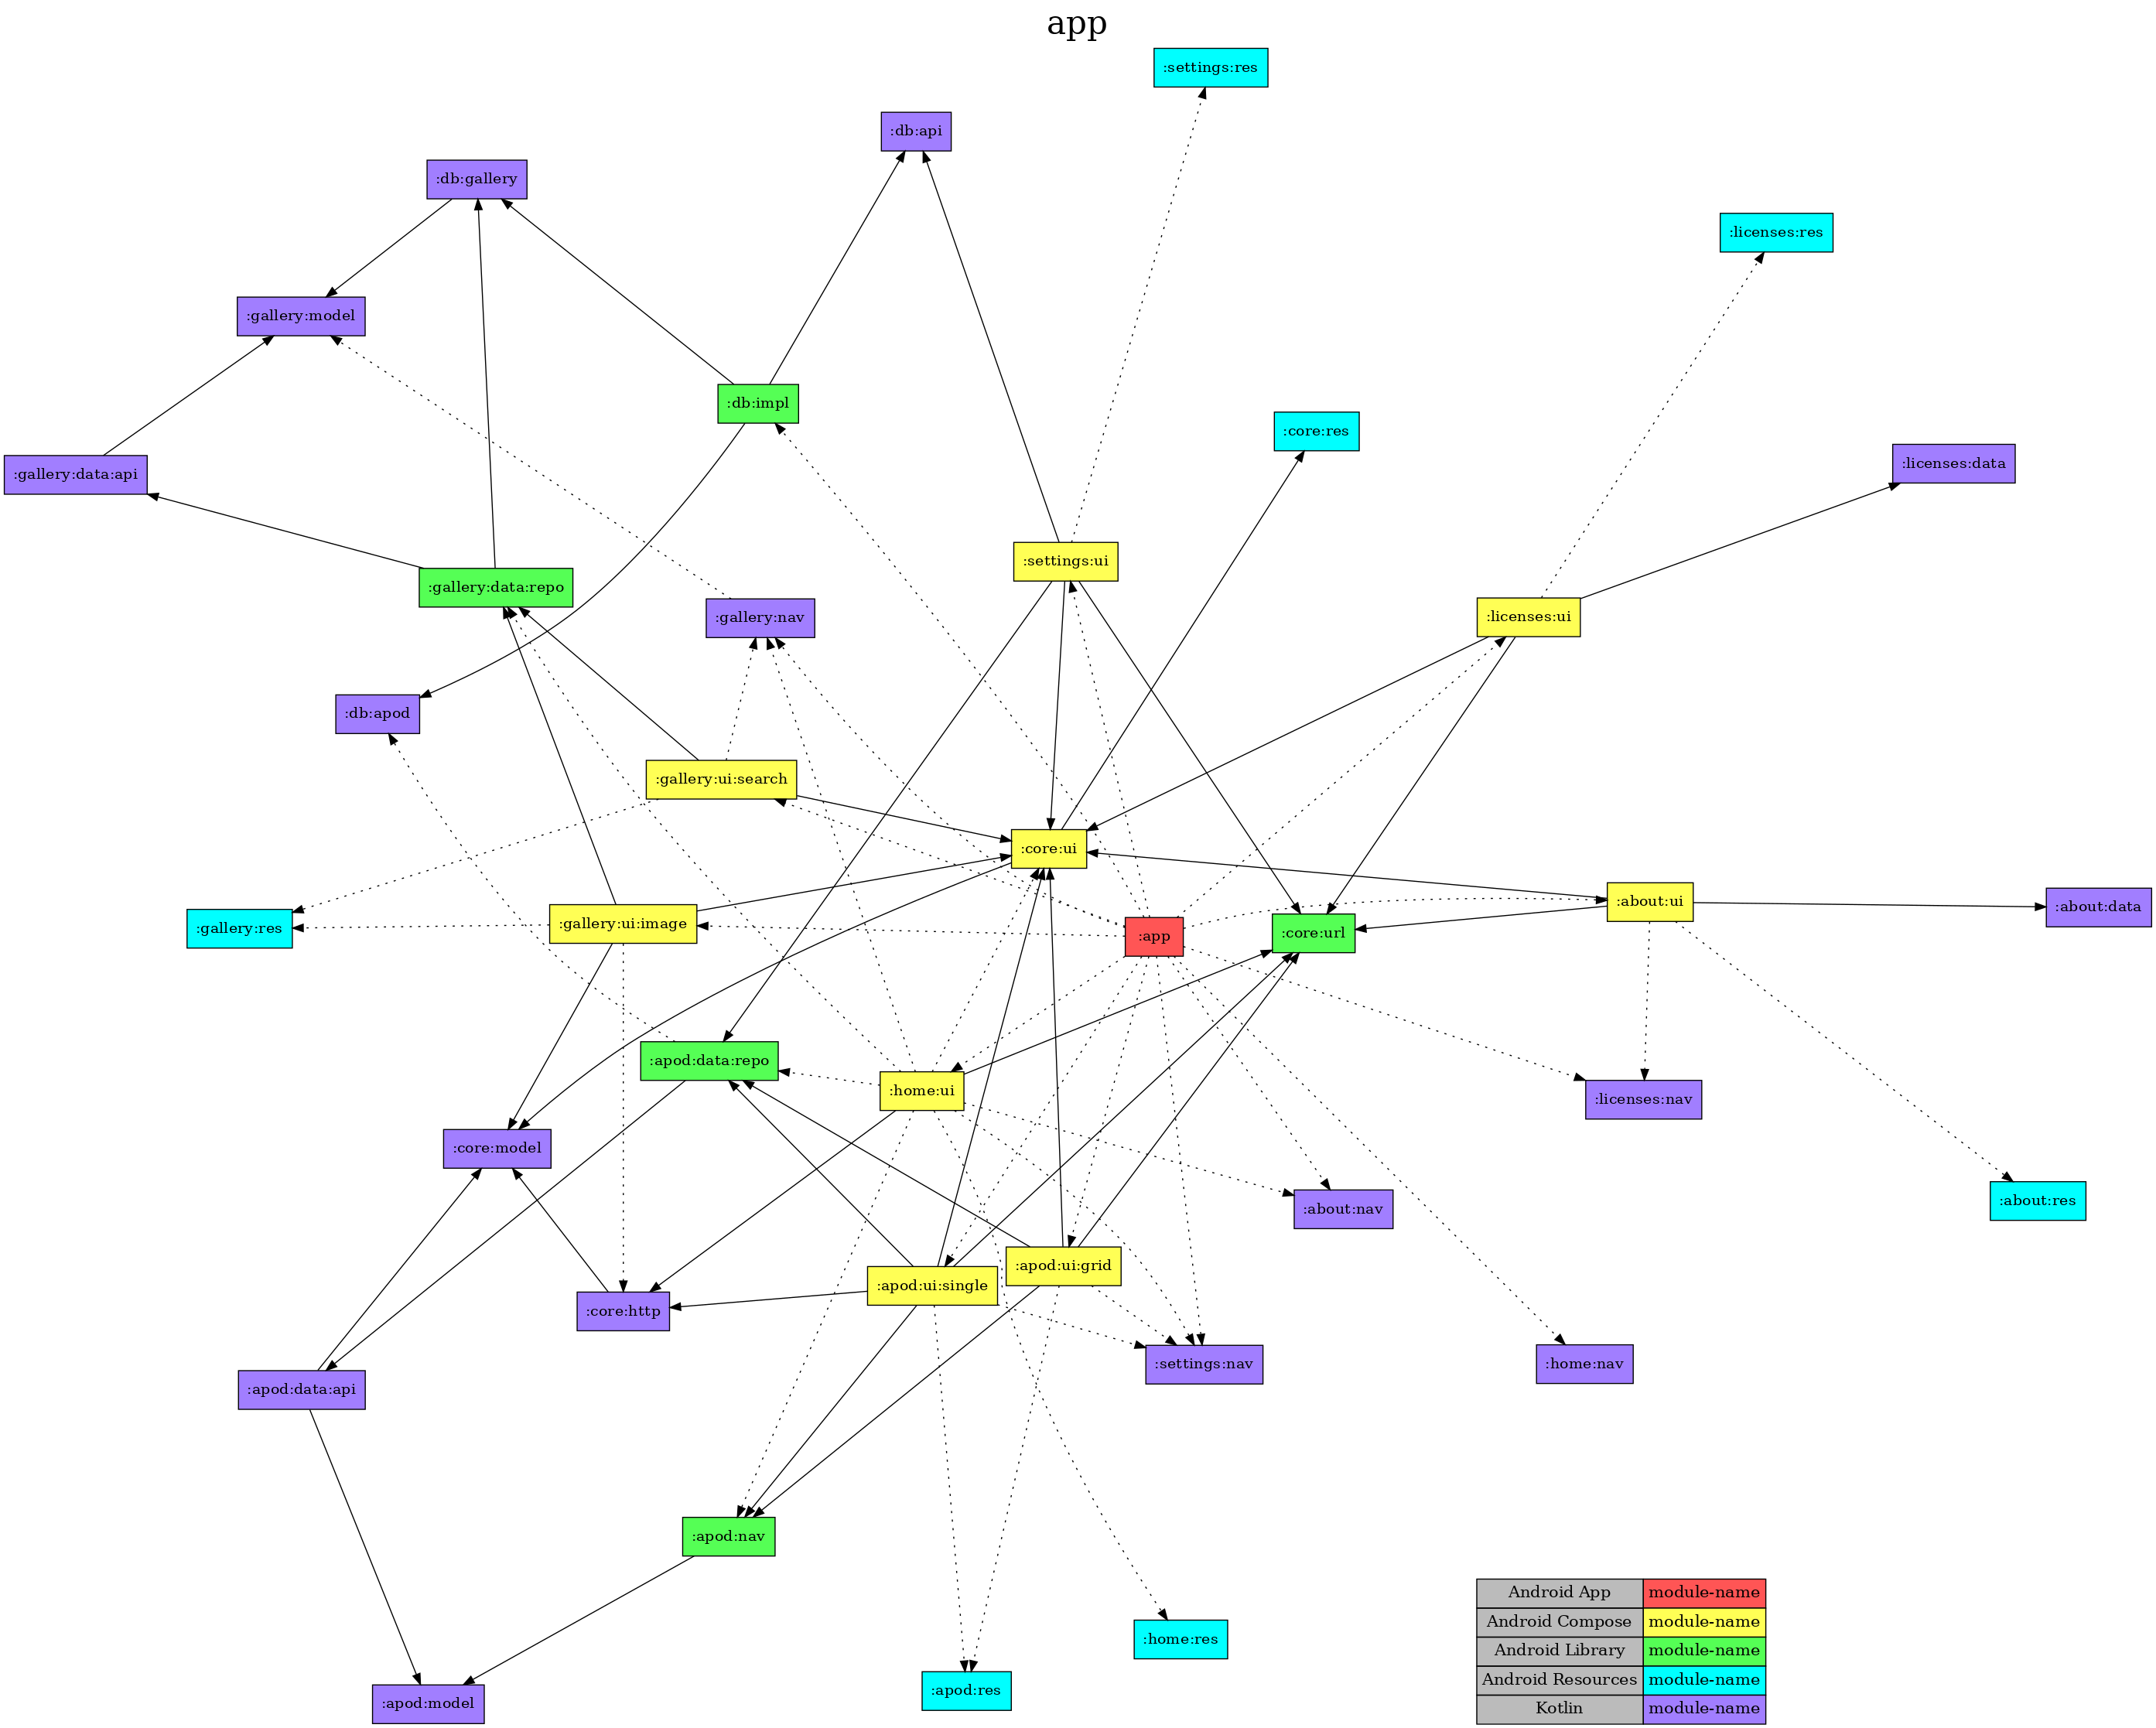 app
:settings:res
:db:api
:db:gallery
:licenses:res
:gallery:model
:db:impl
:core:res
:licenses:data
:gallery:data:api
:settings:ui
:gallery:data:repo
:gallery:nav
:licenses:ui
:db:apod
:gallery:ui:search
:core:ui
:about:ui
:about:data
:gallery:res
:gallery:ui:image
:app
:core:url
:apod:data:repo
:home:ui
:licenses:nav
:core:model
:about:nav
:about:res
:apod:ui:grid
:apod:ui:single
:core:http
:settings:nav
:home:nav
:apod:data:api
:apod:nav
:home:res
:apod:res
:apod:model
Android App module-name
Android Compose module-name
Android Library module-name
Android Resources module-name
Kotlin module-name